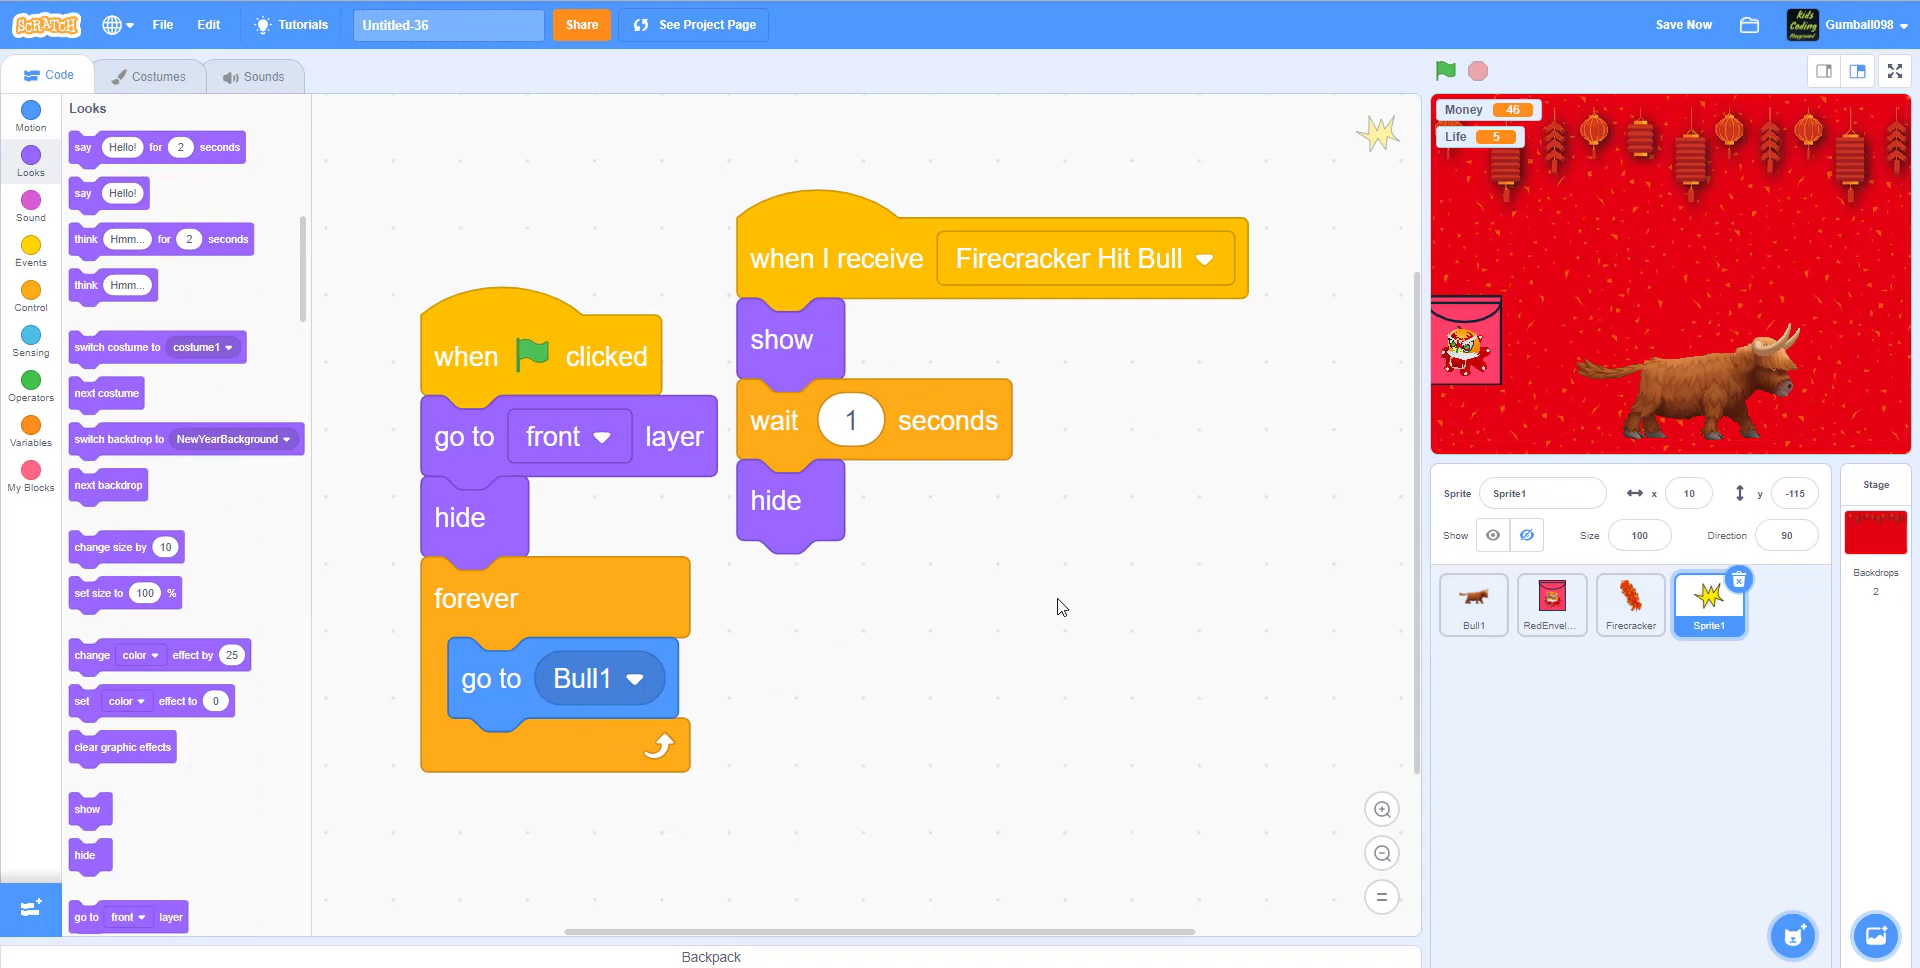 SCRATCH
File
Edit
Tutorials
Untitled-36
Share
See Project Page
Save Now
Kids
Coding
Playground
Gumball098
Code
Costumes
Sounds
Motion
Looks
Sound
Events
Control
Sensing
Operators
Variables
My Blocks
Looks
say Hello! for 2 seconds
say Hello!
think Hmm... for 2 seconds
think Hmm...
switch costume to costume1
next costume
switch backdrop to NewYearBackground
next backdrop
change size by 10
set size to 100 %
change color effect by 25
set color effect to 0
clear graphic effects
show
hide
go to front layer
when clicked
go to front layer
hide
forever
go to Bull1
when I receive Firecracker Hit Bull
show
wait 1 seconds
hide
=
Backpack
Money 46
Life 5
Sprite Sprite1 x 10 y -115
Show Size 100 Direction 90
Bull1
RedEnvel...
Firecracker
Sprite1
Stage
Backdrops
2